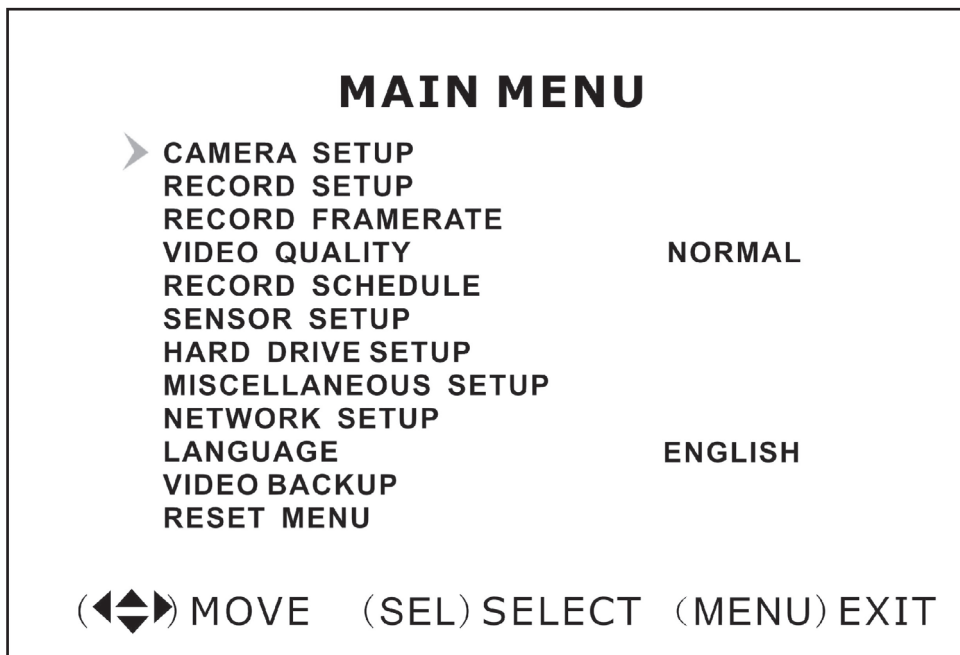 MAIN MENU
CAMERA SETUP
RECORD SETUP
RECORD FRAMERATE
VIDEO QUALITY NORMAL
RECORD SCHEDULE
SENSOR SETUP
HARD DRIVE SETUP
MISCELLANEOUS SETUP
NETWORK SETUP
LANGUAGE ENGLISH
VIDEO BACKUP
RESET MENU
(◀▲▼▶) MOVE (SEL) SELECT (MENU) EXIT